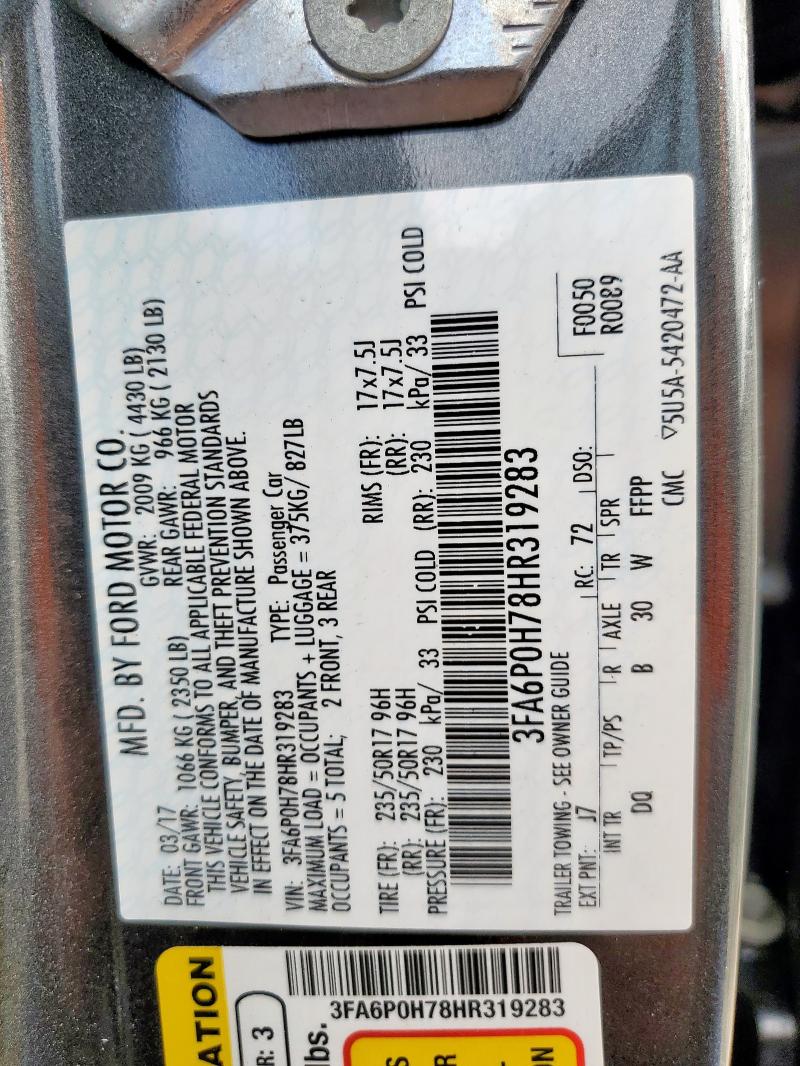 MFD. BY FORD MOTOR CO.
DATE: 03/17 GVWR: 2009 KG ( 4430 LB)
FRONT GAWR: 1066 KG ( 2350 LB) REAR GAWR: 966 KG ( 2130 LB)
THIS VEHICLE CONFORMS TO ALL APPLICABLE FEDERAL MOTOR
VEHICLE SAFETY, BUMPER, AND THEFT PREVENTION STANDARDS
IN EFFECT ON THE DATE OF MANUFACTURE SHOWN ABOVE.
VIN: 3FA6P0H78HR319283 TYPE: Passenger Car
MAXIMUM LOAD = OCCUPANTS + LUGGAGE = 375KG/ 827LB
OCCUPANTS = 5 TOTAL; 2 FRONT, 3 REAR
TIRE (FR): 235/50R17 96H RIMS (FR): 17x7.5J
(RR): 235/50R17 96H (RR): 17x7.5J
PRESSURE (FR): 230 kPa/ 33 PSI COLD (RR): 230 kPa/ 33 PSI COLD
3FA6P0H78HR319283
TRAILER TOWING - SEE OWNER GUIDE F0050
EXT PNT: J7 RC: 72 DSO: R0089
INT TR TP/PS R AXLE TR SPR
DQ B 30 W FFPP
CMC ▽5U5A-5420472-AA
ATION
R: 3
lbs.
3FA6P0H78HR319283